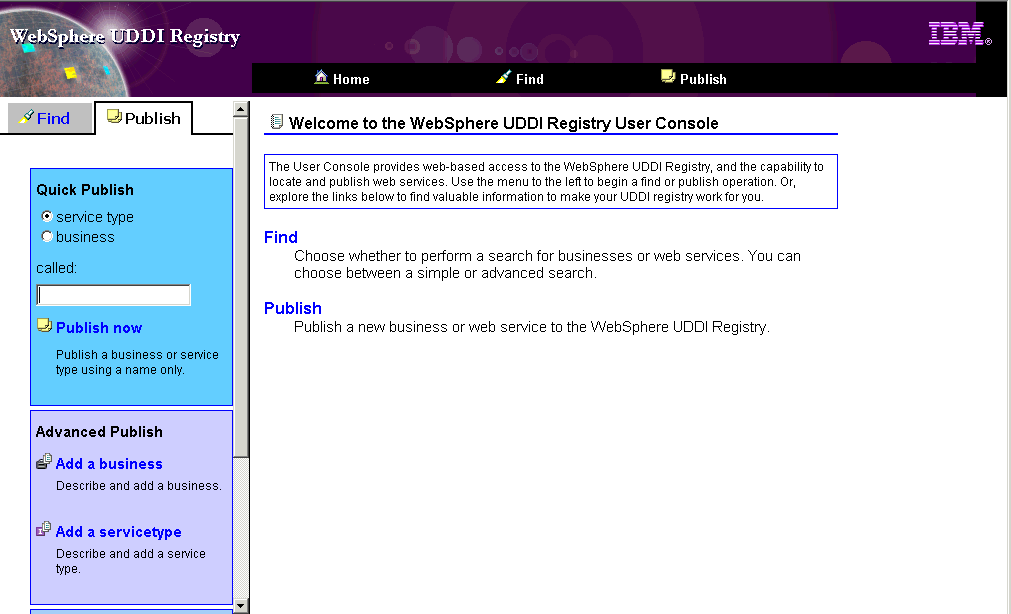 WebSphere UDDI Registry
IBM®
Home
Find
Publish
Find
Publish
Quick Publish
service type
business
called:
Publish now
Publish a business or service
type using a name only.
Advanced Publish
Add a business
Describe and add a business.
Add a servicetype
Describe and add a service
type.
Welcome to the WebSphere UDDI Registry User Console
The User Console provides web-based access to the WebSphere UDDI Registry, and the capability to
locate and publish web services. Use the menu to the left to begin a find or publish operation. Or,
explore the links below to find valuable information to make your UDDI registry work for you.
Find
Choose whether to perform a search for businesses or web services. You can
choose between a simple or advanced search.
Publish
Publish a new business or web service to the WebSphere UDDI Registry.